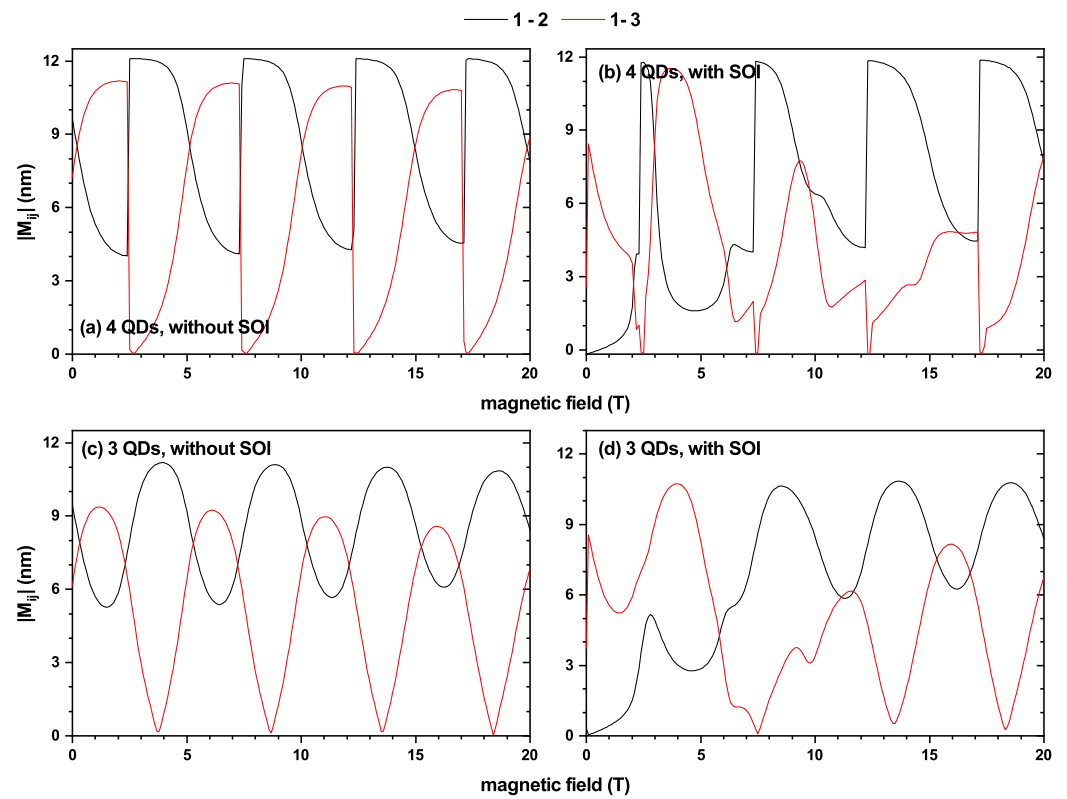 1 - 2 1- 3
(a) 4 QDs, without SOI
|Mij| (nm)
12
9
6
3
0
0 5 10 15 20
(b) 4 QDs, with SOI
12
9
6
3
0
0 5 10 15 20
magnetic field (T)
(c) 3 QDs, without SOI
|Mij| (nm)
12
9
6
3
0
0 5 10 15 20
(d) 3 QDs, with SOI
12
9
6
3
0
0 5 10 15 20
magnetic field (T)